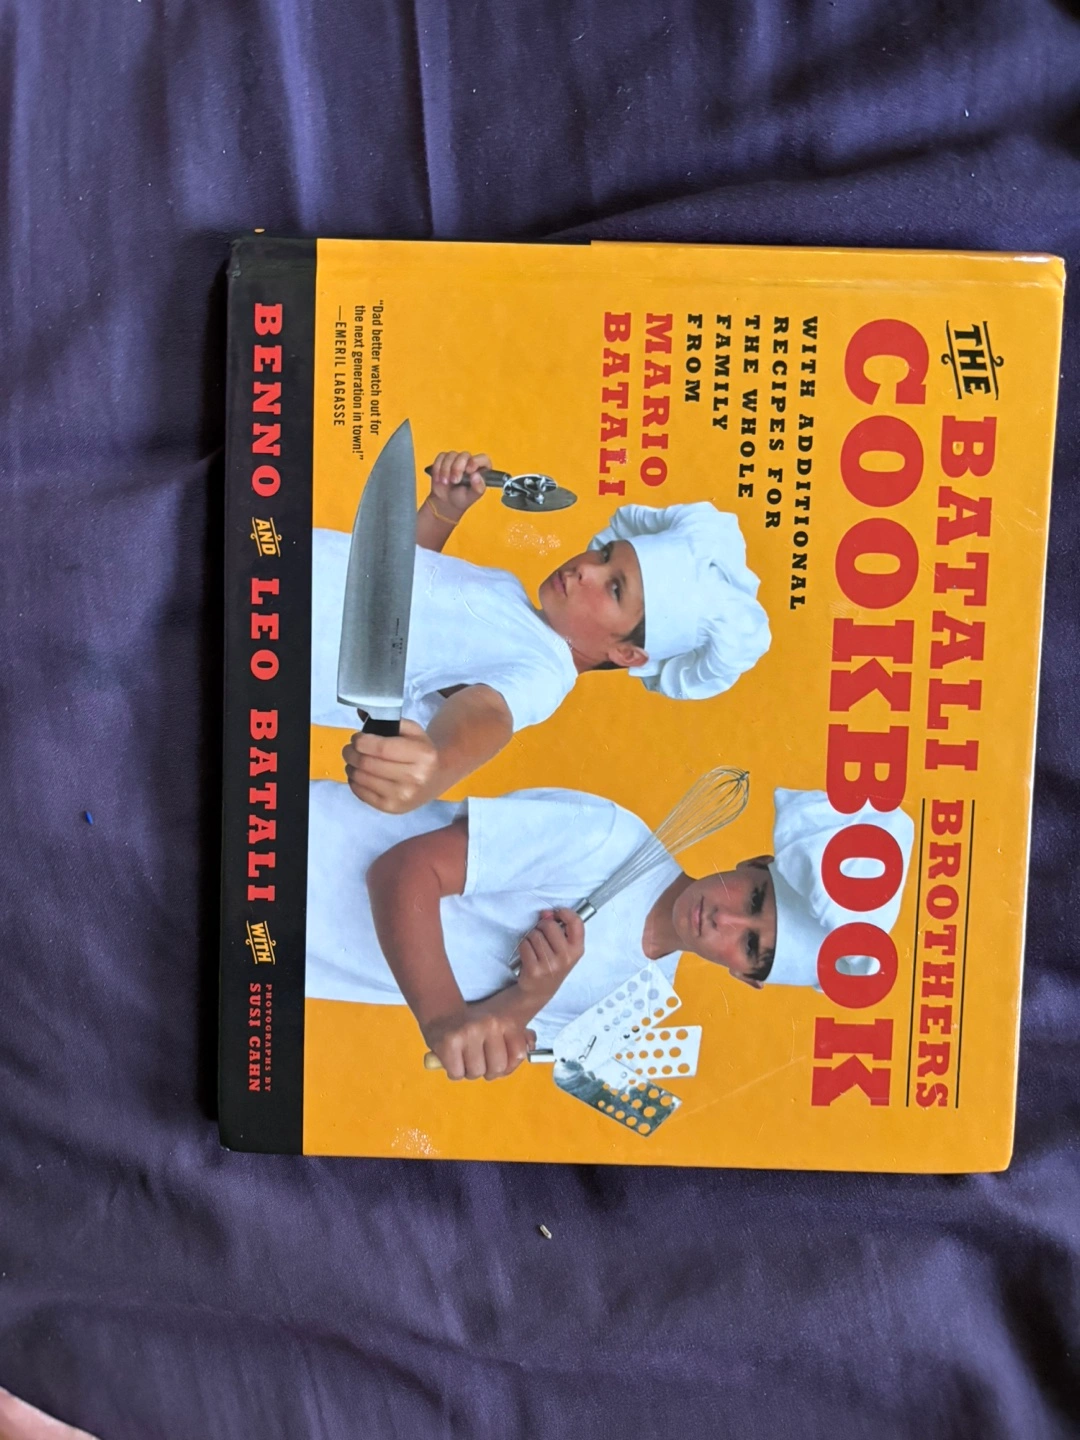 THE BATALI BROTHERS
COOKBOOK
WITH ADDITIONAL
RECIPES FOR
THE WHOLE
FAMILY
FROM
MARIO
BATALI
"Dad better watch out for
the next generation in town!"
—EMERIL LAGASSE
BENNO AND LEO BATALI WITH
PHOTOGRAPHS BY
SUSI CAHN